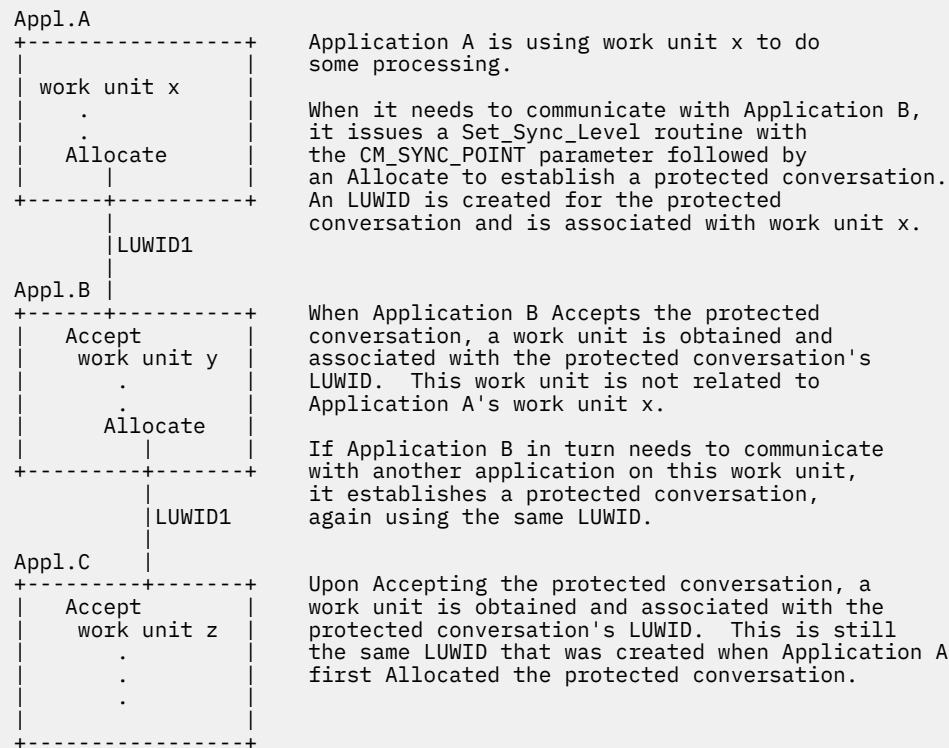 Appl.A
Application A is using work unit x to do
some processing.
work unit x
.
.
Allocate
When it needs to communicate with Application B,
it issues a Set_Sync_Level routine with
the CM_SYNC_POINT parameter followed by
an Allocate to establish a protected conversation.
An LUWID is created for the protected
conversation and is associated with work unit x.
LUWID1
Appl.B
Accept
work unit y
.
.
Allocate
When Application B Accepts the protected
conversation, a work unit is obtained and
associated with the protected conversation's
LUWID.  This work unit is not related to
Application A's work unit x.
If Application B in turn needs to communicate
with another application on this work unit,
it establishes a protected conversation,
again using the same LUWID.
LUWID1
Appl.C
Accept
work unit z
.
.
.
Upon Accepting the protected conversation, a
work unit is obtained and associated with the
protected conversation's LUWID.  This is still
the same LUWID that was created when Application A
first Allocated the protected conversation.